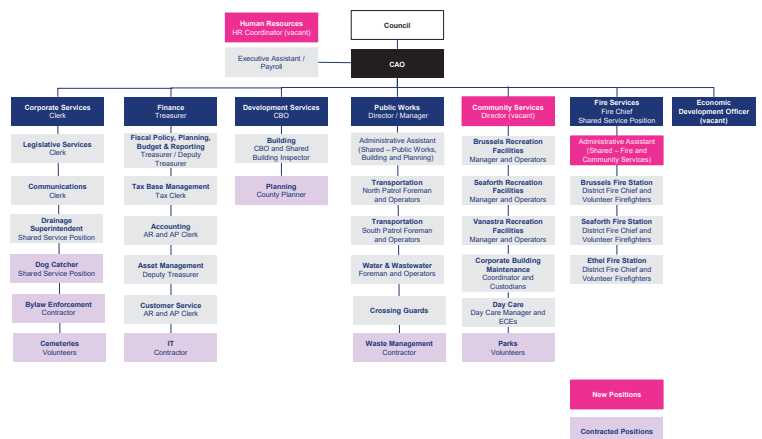 Human Resources
HR Coordinator (vacant)
Council
Executive Assistant /
Payroll
CAO
Corporate Services
Clerk
Finance
Treasurer
Development Services
CBO
Public Works
Director / Manager
Community Services
Director (vacant)
Fire Services
Fire Chief
Shared Service Position
Economic
Development Officer
(vacant)
Legislative Services
Clerk
Communications
Clerk
Drainage
Superintendent
Shared Service Position
Dog Catcher
Shared Service Position
Bylaw Enforcement
Contractor
Cemeteries
Volunteers
Fiscal Policy, Planning,
Budget & Reporting
Treasurer / Deputy
Treasurer
Tax Base Management
Tax Clerk
Accounting
AR and AP Clerk
Asset Management
Deputy Treasurer
Customer Service
AR and AP Clerk
IT
Contractor
Building
CBO and Shared
Building Inspector
Planning
County Planner
Administrative Assistant
(Shared – Public Works,
Building and Planning)
Transportation
North Patrol Foreman
and Operators
Transportation
South Patrol Foreman
and Operators
Water & Wastewater
Foreman and Operators
Crossing Guards
Waste Management
Contractor
Brussels Recreation
Facilities
Manager and Operators
Seaforth Recreation
Facilities
Manager and Operators
Vanastra Recreation
Facilities
Manager and Operators
Corporate Building
Maintenance
Coordinator and
Custodians
Day Care
Day Care Manager and
ECEs
Parks
Volunteers
Administrative Assistant
(Shared – Fire and
Community Services)
Brussels Fire Station
District Fire Chief and
Volunteer Firefighters
Seaforth Fire Station
District Fire Chief and
Volunteer Firefighters
Ethel Fire Station
District Fire Chief and
Volunteer Firefighters
New Positions
Contracted Positions